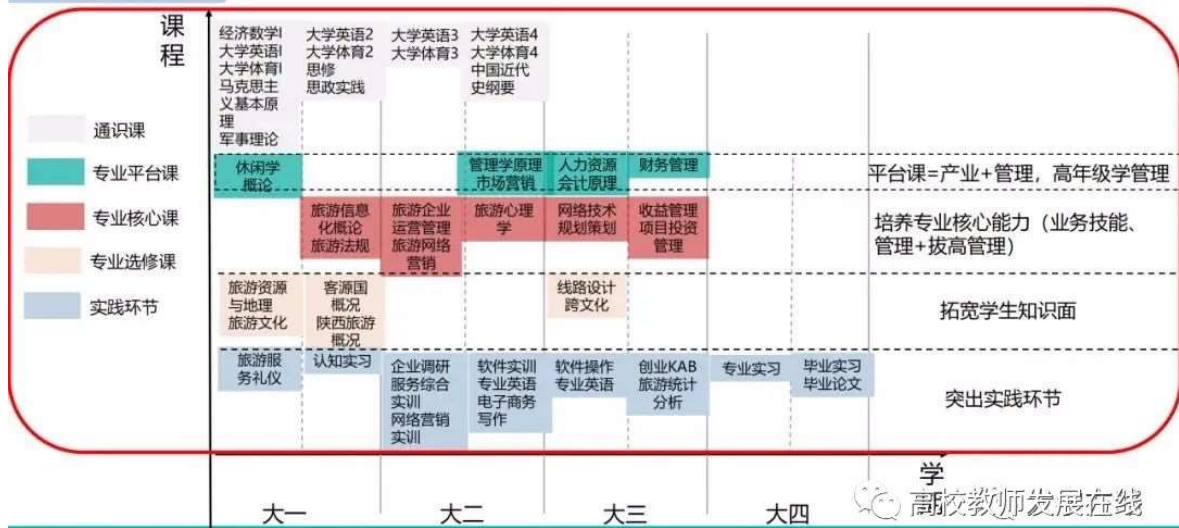 课
程
经济数学I
大学英语I
大学体育I
马克思主
义基本原
理
军事理论
大学英语2
大学体育2
思修
思政实践
大学英语3
大学体育3
大学英语4
大学体育4
中国近代
史纲要
通识课
专业平台课
休闲学
概论
管理学原理
市场营销
人力资源
会计原理
财务管理
平台课=产业+管理，高年级学管理
专业核心课
旅游信息
化概论
旅游法规
旅游企业
运营管理
旅游网络
营销
旅游心理
学
网络技术
规划策划
收益管理
项目投资
管理
培养专业核心能力（业务技能、
管理+拔高管理）
专业选修课
旅游资源
与地理
旅游文化
客源国
概况
陕西旅游
概况
线路设计
跨文化
拓宽学生知识面
实践环节
旅游服
务礼仪
认知实习
企业调研
服务综合
实训
网络营销
实训
软件实训
专业英语
电子商务
写作
软件操作
专业英语
创业KAB
旅游统计
分析
专业实习
毕业实习
毕业论文
突出实践环节
学
期
大一
大二
大三
大四
高校教师发展在线